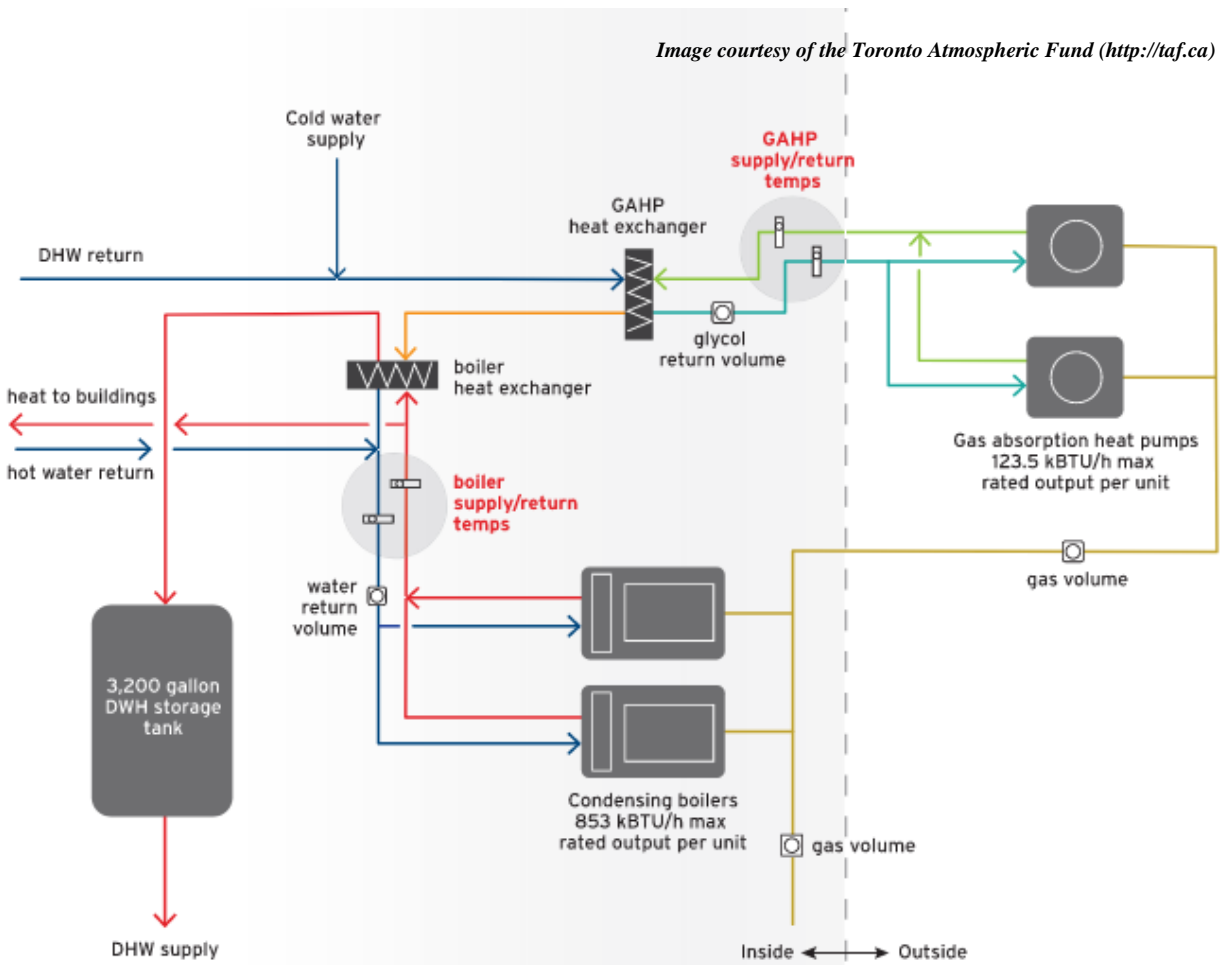 Image courtesy of the Toronto Atmospheric Fund (http://taf.ca)
Cold water
supply
GAHP
supply/return
temps
GAHP
heat exchanger
DHW return
glycol
return volume
boiler
heat exchanger
heat to buildings
hot water return
Gas absorption heat pumps
123.5 kBTU/h max
rated output per unit
boiler
supply/return
temps
gas volume
water
return
volume
3,200 gallon
DWH storage
tank
Condensing boilers
853 kBTU/h max
rated output per unit
gas volume
DHW supply
Inside
Outside